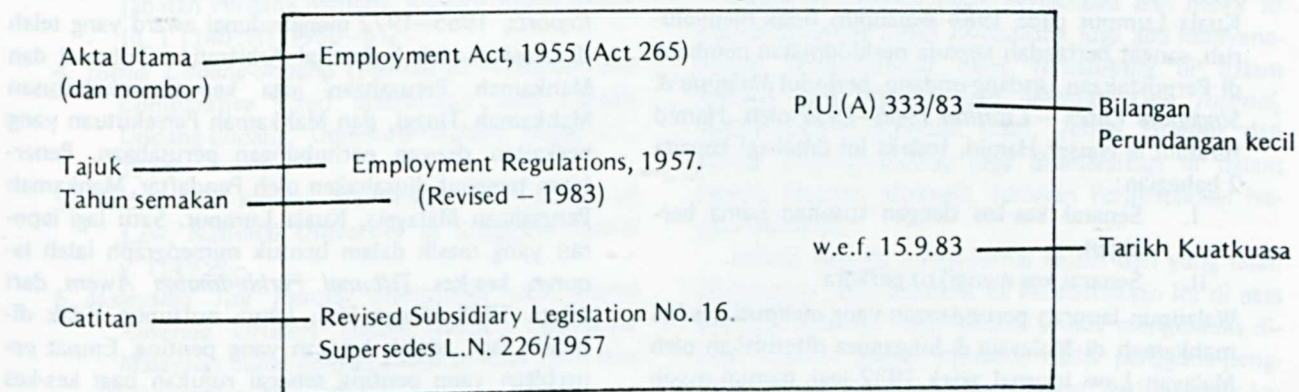 Akta Utama Employment Act, 1955 (Act 265)
(dan nombor)
P.U.(A) 333/83 Bilangan
Perundangan kecil
Tajuk Employment Regulations, 1957.
Tahun semakan (Revised – 1983)
w.e.f. 15.9.83 Tarikh Kuatkuasa
Catitan Revised Subsidiary Legislation No. 16.
Supersedes L.N. 226/1957